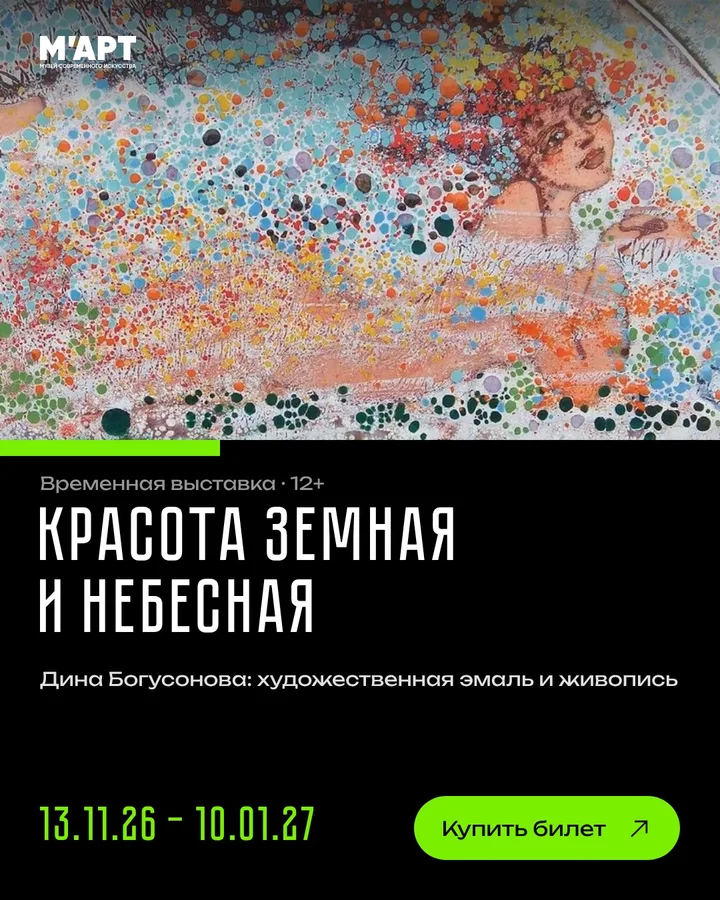 М'АРТ
МУЗЕЙ СОВРЕМЕННОГО ИСКУССТВА
Временная выставка · 12+
КРАСОТА ЗЕМНАЯ
И НЕБЕСНАЯ
Дина Богусонова: художественная эмаль и живопись
13.11.26 – 10.01.27
Купить билет